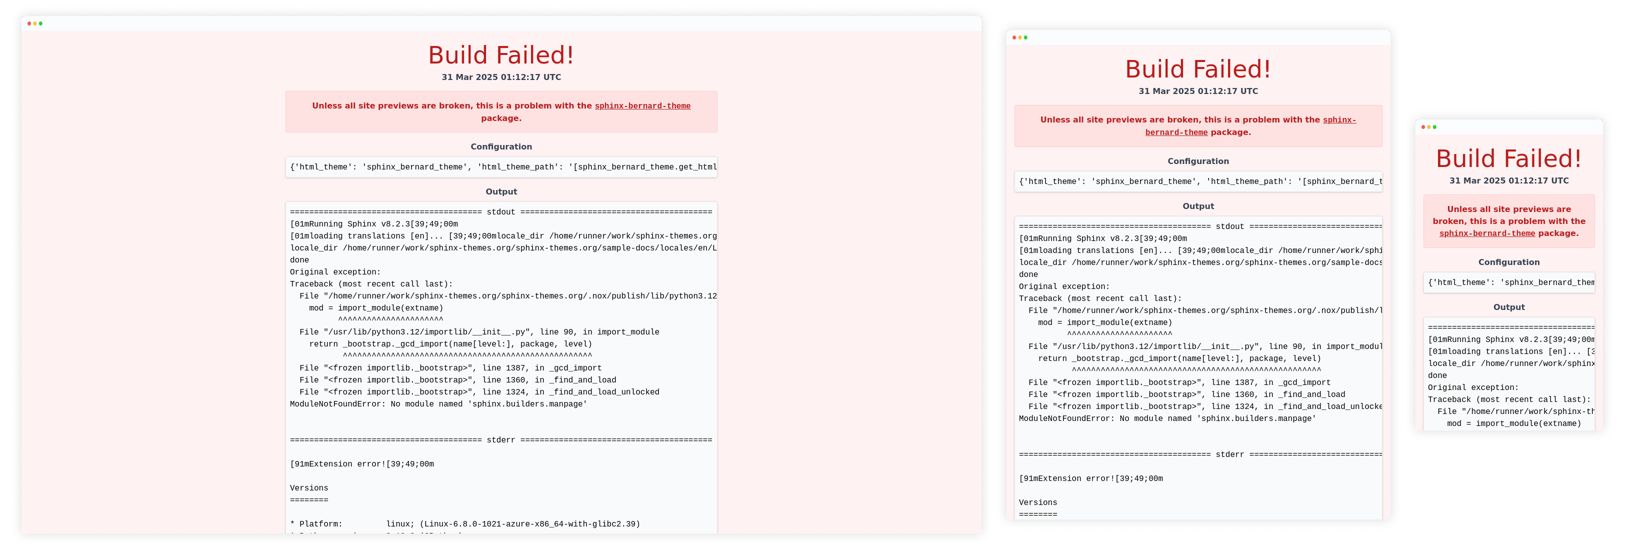 Build Failed!
31 Mar 2025 01:12:17 UTC
Unless all site previews are broken, this is a problem with the sphinx-bernard-theme
package.
Configuration
{'html_theme': 'sphinx_bernard_theme', 'html_theme_path': '[sphinx_bernard_theme.get_html
Output
======================================== stdout ========================================
[01mRunning Sphinx v8.2.3[39;49;00m
[01mloading translations [en]... [39;49;00mlocale_dir /home/runner/work/sphinx-themes.org
locale_dir /home/runner/work/sphinx-themes.org/sphinx-themes.org/sample-docs/locales/en/L
done
Original exception:
Traceback (most recent call last):
  File "/home/runner/work/sphinx-themes.org/sphinx-themes.org/.nox/publish/lib/python3.12
    mod = import_module(extname)
          ^^^^^^^^^^^^^^^^^^^^^^
  File "/usr/lib/python3.12/importlib/__init__.py", line 90, in import_module
    return _bootstrap._gcd_import(name[level:], package, level)
           ^^^^^^^^^^^^^^^^^^^^^^^^^^^^^^^^^^^^^^^^^^^^^^^^^^^^
  File "<frozen importlib._bootstrap>", line 1387, in _gcd_import
  File "<frozen importlib._bootstrap>", line 1360, in _find_and_load
  File "<frozen importlib._bootstrap>", line 1324, in _find_and_load_unlocked
ModuleNotFoundError: No module named 'sphinx.builders.manpage'
======================================== stderr ========================================
[91mExtension error![39;49;00m
Versions
========
* Platform:         linux; (Linux-6.8.0-1021-azure-x86_64-with-glibc2.39)
Build Failed!
31 Mar 2025 01:12:17 UTC
Unless all site previews are broken, this is a problem with the sphinx-
bernard-theme package.
Configuration
{'html_theme': 'sphinx_bernard_theme', 'html_theme_path': '[sphinx_bernard_t
Output
======================================== stdout ============================
[01mRunning Sphinx v8.2.3[39;49;00m
[01mloading translations [en]... [39;49;00mlocale_dir /home/runner/work/sphi
locale_dir /home/runner/work/sphinx-themes.org/sphinx-themes.org/sample-docs
done
Original exception:
Traceback (most recent call last):
  File "/home/runner/work/sphinx-themes.org/sphinx-themes.org/.nox/publish/l
    mod = import_module(extname)
          ^^^^^^^^^^^^^^^^^^^^^^
  File "/usr/lib/python3.12/importlib/__init__.py", line 90, in import_modul
    return _bootstrap._gcd_import(name[level:], package, level)
           ^^^^^^^^^^^^^^^^^^^^^^^^^^^^^^^^^^^^^^^^^^^^^^^^^^^^
  File "<frozen importlib._bootstrap>", line 1387, in _gcd_import
  File "<frozen importlib._bootstrap>", line 1360, in _find_and_load
  File "<frozen importlib._bootstrap>", line 1324, in _find_and_load_unlocke
ModuleNotFoundError: No module named 'sphinx.builders.manpage'
======================================== stderr ============================
[91mExtension error![39;49;00m
Versions
========
Build Failed!
31 Mar 2025 01:12:17 UTC
Unless all site previews are
broken, this is a problem with the
sphinx-bernard-theme package.
Configuration
{'html_theme': 'sphinx_bernard_them
Output
===================================
[01mRunning Sphinx v8.2.3[39;49;00m
[01mloading translations [en]... [3
locale_dir /home/runner/work/sphinx
done
Original exception:
Traceback (most recent call last):
  File "/home/runner/work/sphinx-th
    mod = import_module(extname)